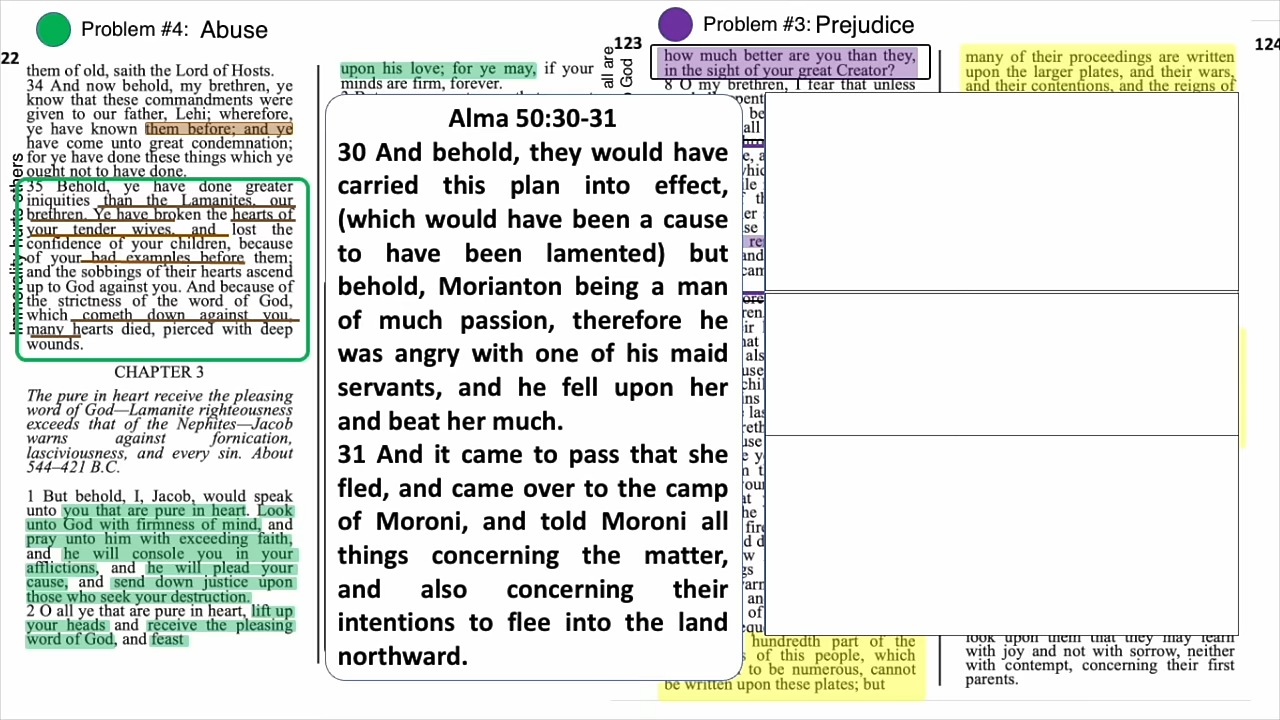 Problem #4: Abuse
22
them of old, saith the Lord of Hosts.
34 And now behold, my brethren, ye
know that these commandments were
given to our father, Lehi; wherefore,
ye have known them before; and ye
have come unto great condemnation;
for ye have done these things which ye
ought not to have done.
35 Behold, ye have done greater
iniquities than the Lamanites, our
brethren. Ye have broken the hearts of
your tender wives, and lost the
confidence of your children, because
of your bad examples before them;
and the sobbings of their hearts ascend
up to God against you. And because of
the strictness of the word of God,
which cometh down against you,
many hearts died, pierced with deep
wounds.
CHAPTER 3
The pure in heart receive the pleasing
word of God—Lamanite righteousness
exceeds that of the Nephites—Jacob
warns against fornication,
lasciviousness, and every sin. About
544–421 B.C.
1 But behold, I, Jacob, would speak
unto you that are pure in heart. Look
unto God with firmness of mind, and
pray unto him with exceeding faith,
and he will console you in your
afflictions, and he will plead your
cause, and send down justice upon
those who seek your destruction.
2 O all ye that are pure in heart, lift up
your heads and receive the pleasing
word of God, and feast
upon his love; for ye may, if your
minds are firm, forever.
Alma 50:30-31
30 And behold, they would have
carried this plan into effect,
(which would have been a cause
to have been lamented) but
behold, Morianton being a man
of much passion, therefore he
was angry with one of his maid
servants, and he fell upon her
and beat her much.
31 And it came to pass that she
fled, and came over to the camp
of Moroni, and told Moroni all
things concerning the matter,
and also concerning their
intentions to flee into the land
northward.
Problem #3: Prejudice
123
all are
God
how much better are you than they,
in the sight of your great Creator?
8 O my brethren, I fear that unless
hundredth part of the
of this people, which
to be numerous, cannot
be written upon these plates; but
124
many of their proceedings are written
upon the larger plates, and their wars,
and their contentions, and the reigns of
look upon them that they may learn
with joy and not with sorrow, neither
with contempt, concerning their first
parents.